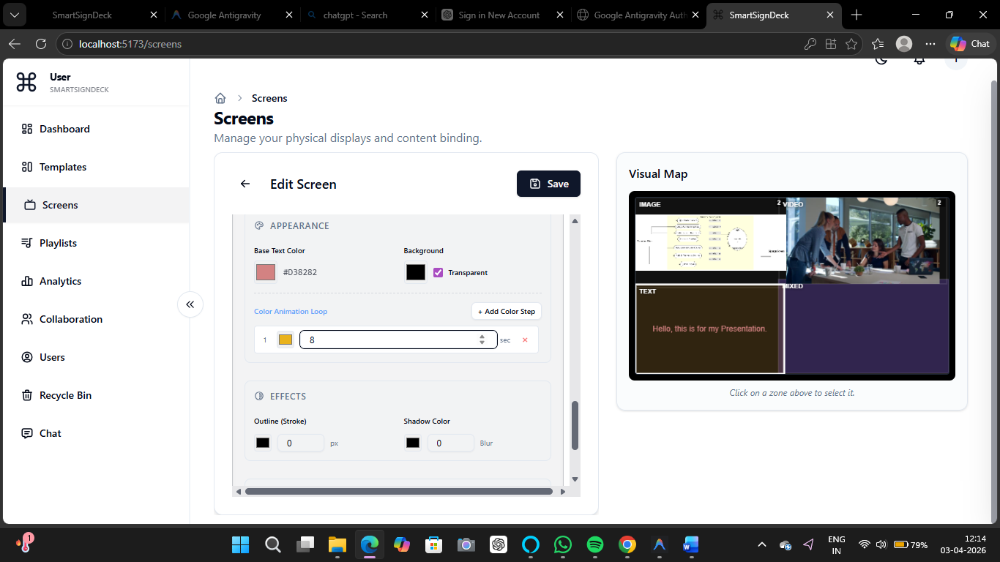 SmartSignDeck
Google Antigravity
chatgpt - Search
Sign in New Account
Google Antigravity Auth
SmartSignDeck
localhost:5173/screens
Chat
User
SMARTSIGNDECK
Dashboard
Templates
Screens
Playlists
Analytics
Collaboration
Users
Recycle Bin
Chat
Screens
Screens
Manage your physical displays and content binding.
Edit Screen
Save
APPEARANCE
Base Text Color
Background
#D38282
Transparent
Color Animation Loop
+ Add Color Step
1
8
sec
EFFECTS
Outline (Stroke)
Shadow Color
0
px
0
Blur
Visual Map
IMAGE
2
VIDEO
2
TEXT
MIXED
Hello, this is for my Presentation.
Click on a zone above to select it.
1
ENG
IN
79%
12:14
03-04-2026